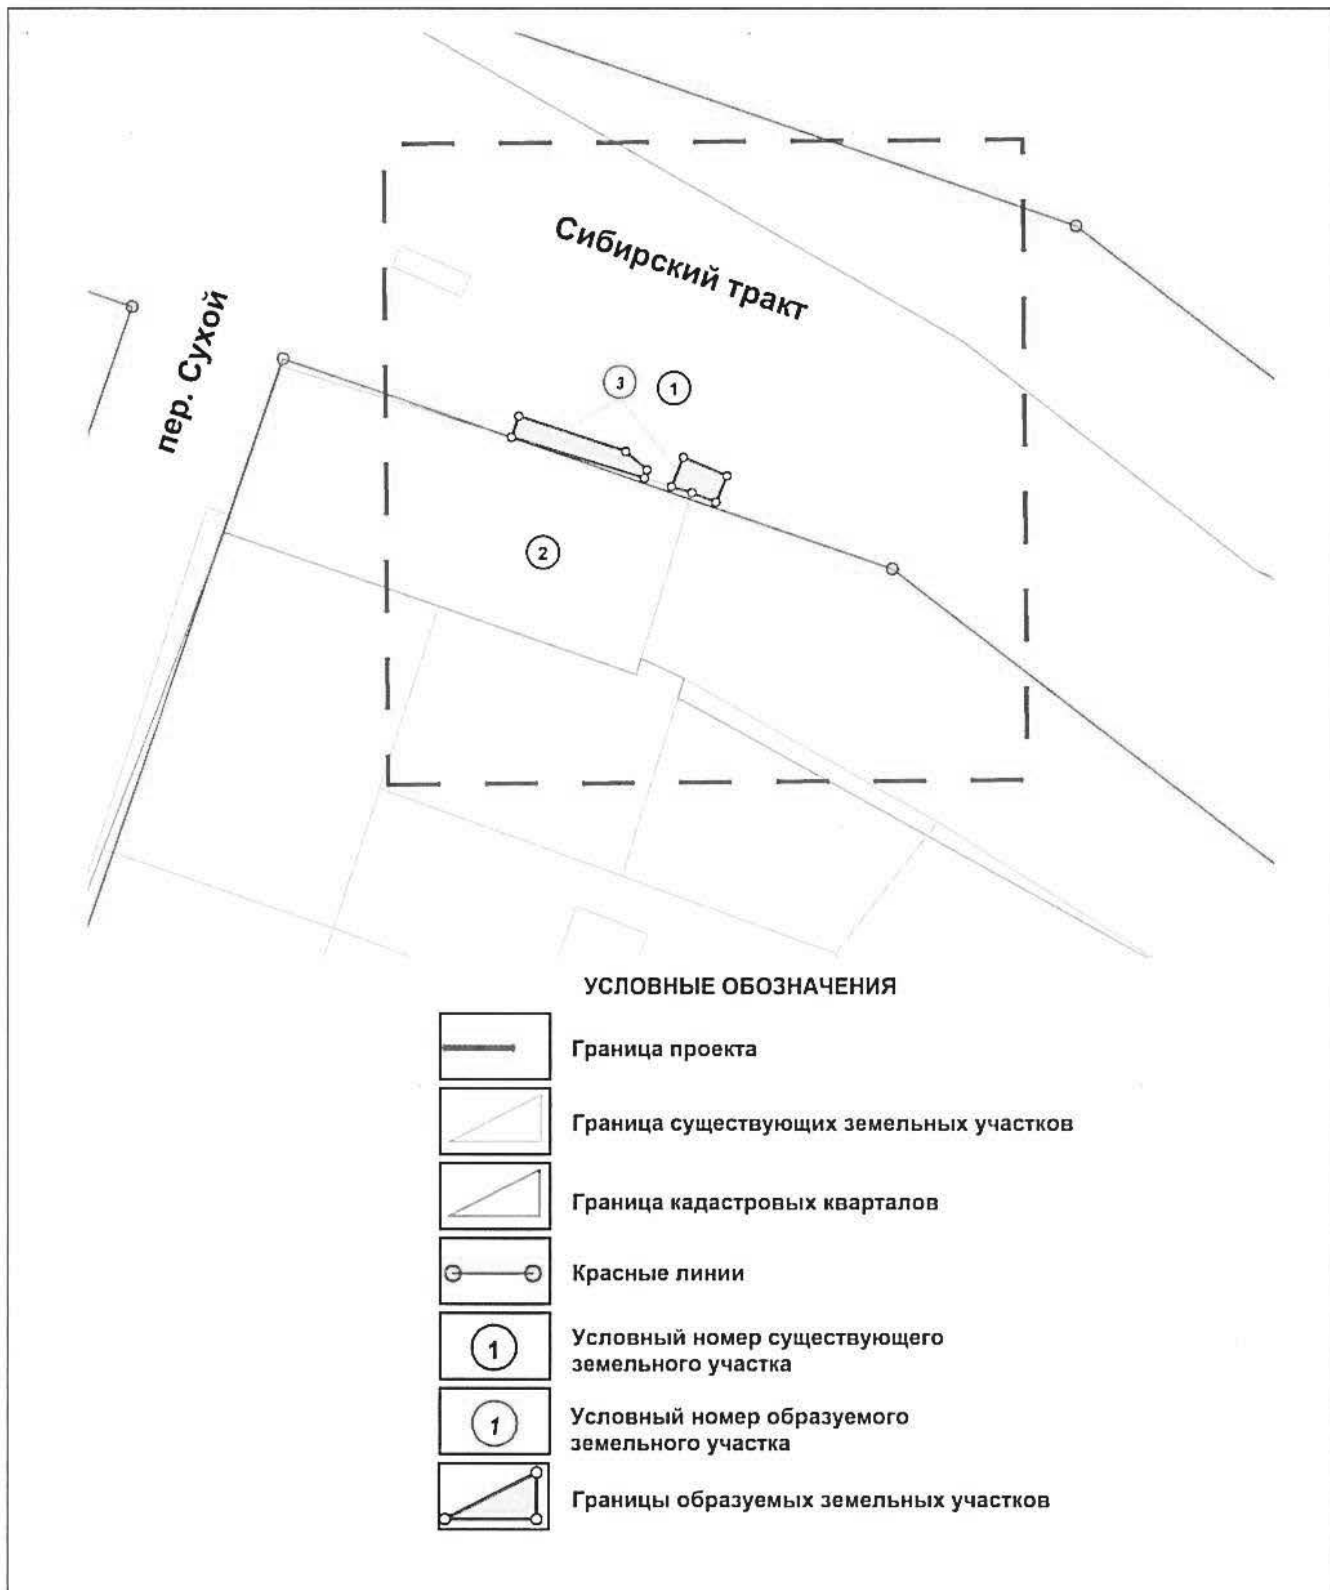 Сибирский тракт
пер. Сухой
3
1
2
УСЛОВНЫЕ ОБОЗНАЧЕНИЯ
Граница проекта
Граница существующих земельных участков
Граница кадастровых кварталов
Красные линии
1
Условный номер существующего
земельного участка
1
Условный номер образуемого
земельного участка
Границы образуемых земельных участков